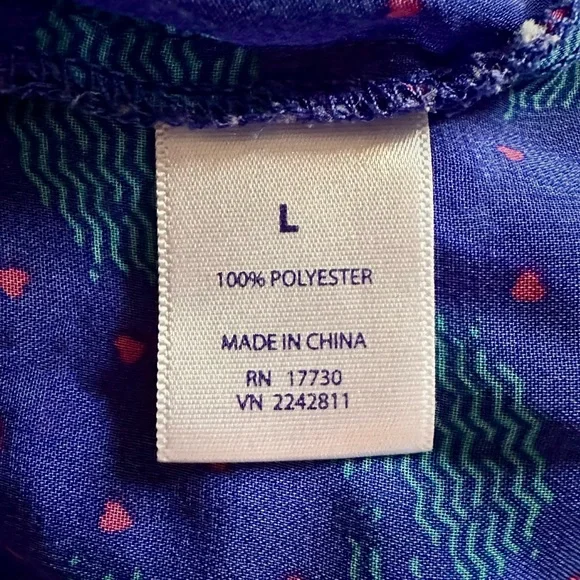 L
100% POLYESTER
MADE IN CHINA
RN 17730
VN 2242811